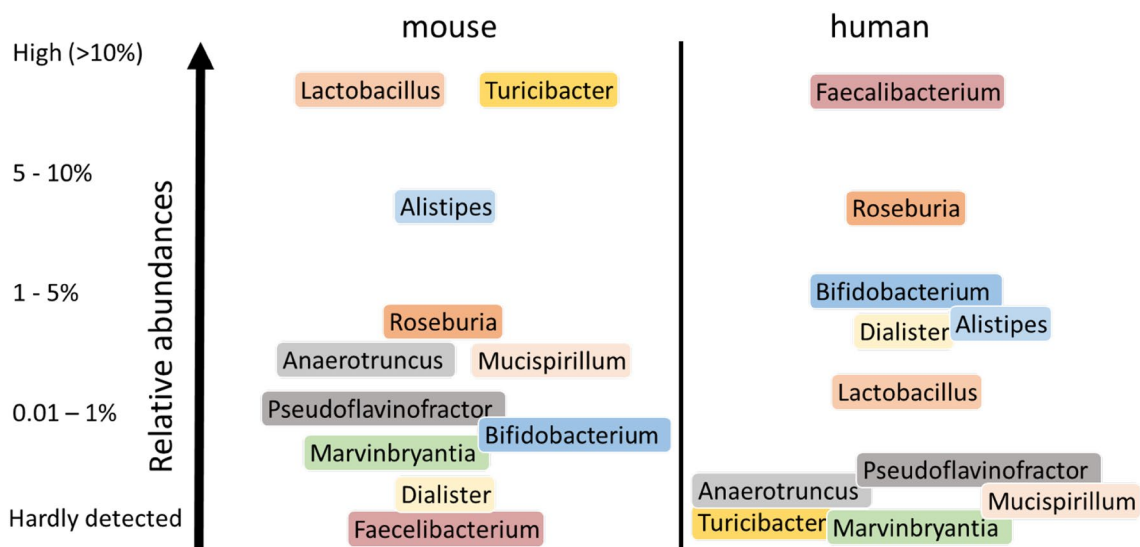 mouse
human
High (>10%)
Lactobacillus
Turicibacter
Faecalibacterium
5 - 10%
Alistipes
Roseburia
1 - 5%
Bifidobacterium
Roseburia
Dialister
Alistipes
Anaerotruncus
Mucispirillum
Lactobacillus
0.01 – 1%
Pseudoflavinofractor
Bifidobacterium
Marvinbryantia
Pseudoflavinofractor
Anaerotruncus
Mucispirillum
Dialister
Hardly detected
Faecelibacterium
Turicibacter
Marvinbryantia
Relative abundances